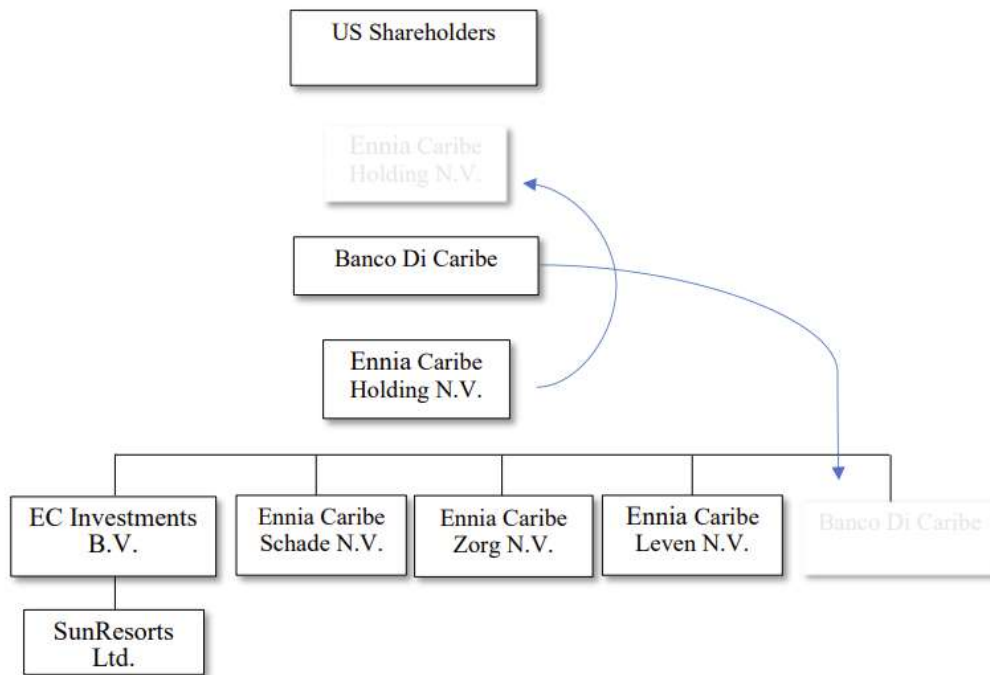 US Shareholders
Ennia Caribe
Holding N.V.
Banco Di Caribe
Ennia Caribe
Holding N.V.
EC Investments
B.V.
Ennia Caribe
Schade N.V.
Ennia Caribe
Zorg N.V.
Ennia Caribe
Leven N.V.
Banco Di Caribe
SunResorts
Ltd.